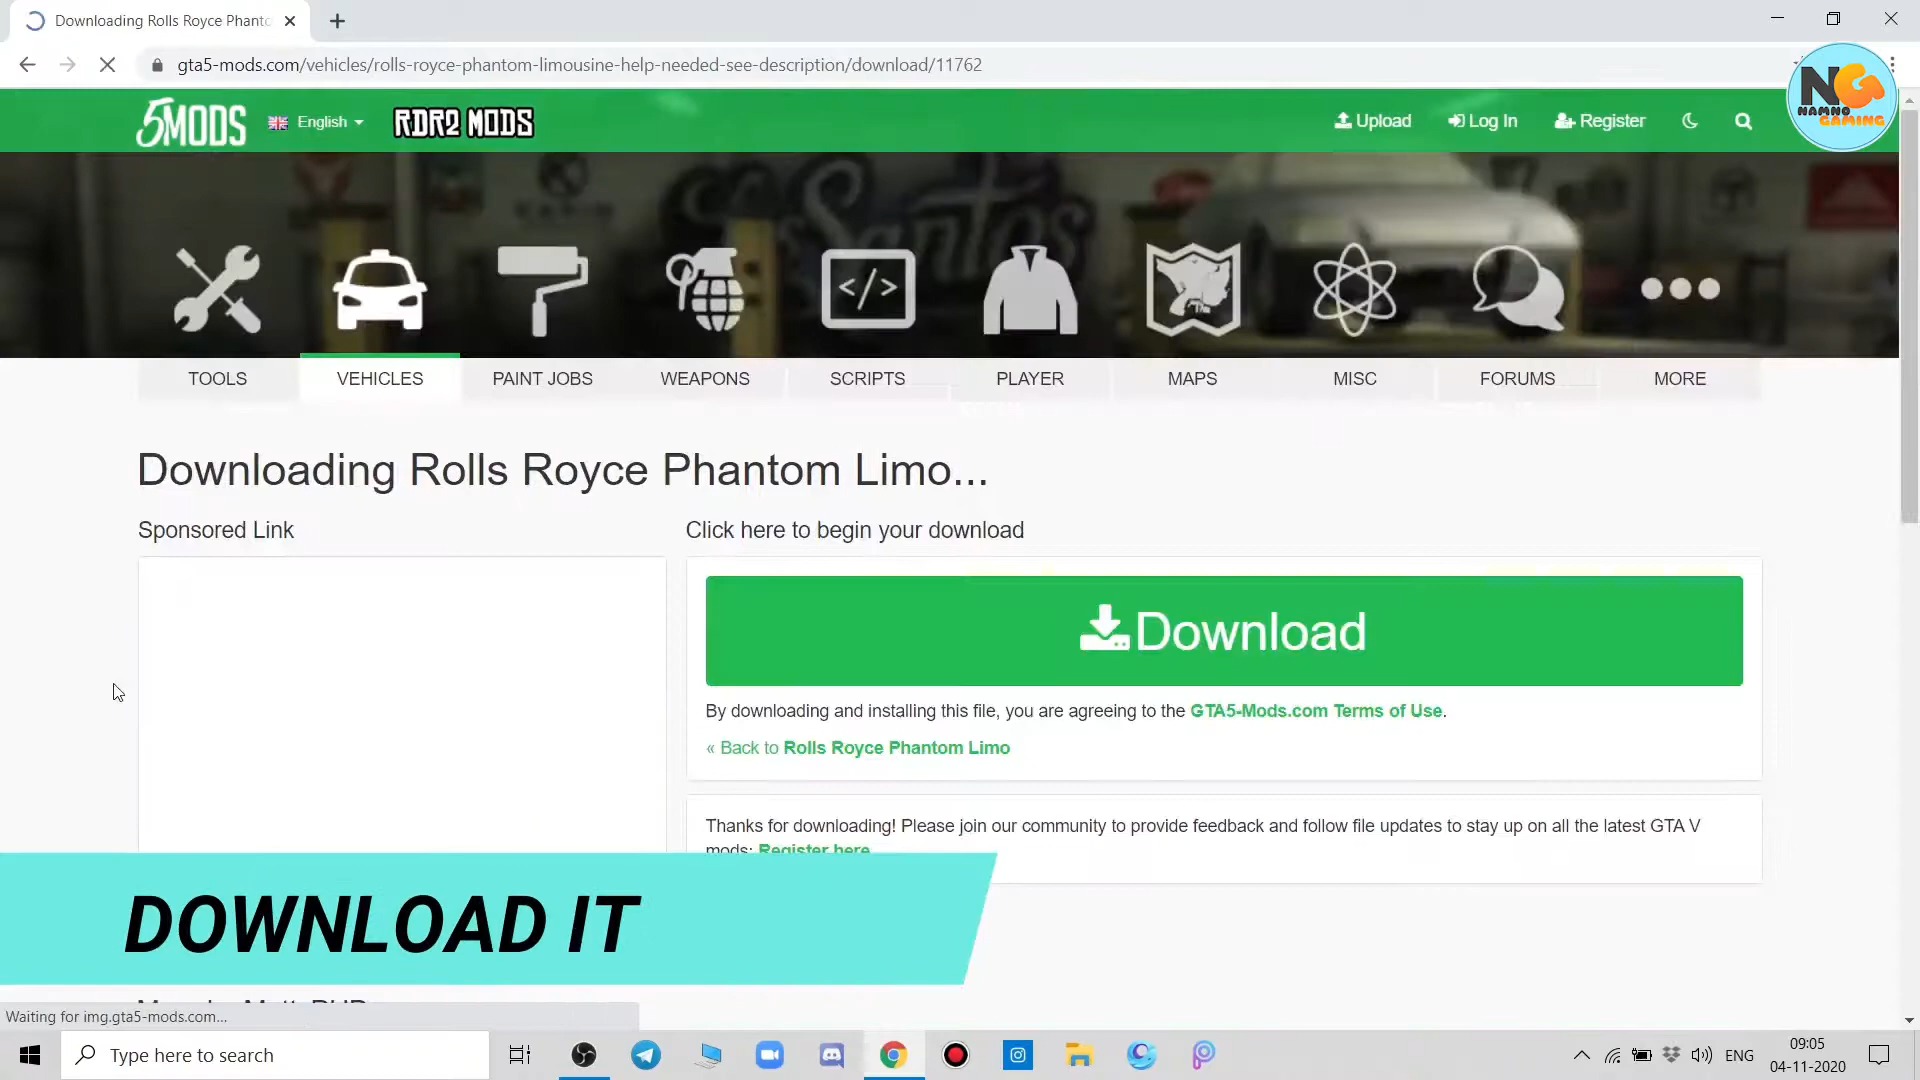 Downloading Rolls Royce Phanto
gta5-mods.com/vehicles/rolls-royce-phantom-limousine-help-needed-see-description/download/11762
5MODS English RDR2 MODS Upload Log In Register
NG
NAMNO
GAMING
Los Santos
</>
TOOLS VEHICLES PAINT JOBS WEAPONS SCRIPTS PLAYER MAPS MISC FORUMS MORE
Downloading Rolls Royce Phantom Limo...
Sponsored Link
Click here to begin your download
Download
By downloading and installing this file, you are agreeing to the GTA5-Mods.com Terms of Use.
« Back to Rolls Royce Phantom Limo
Thanks for downloading! Please join our community to provide feedback and follow file updates to stay up on all the latest GTA V
mods: Register here
DOWNLOAD IT
Waiting for img.gta5-mods.com...
Type here to search
ENG
09:05
04-11-2020